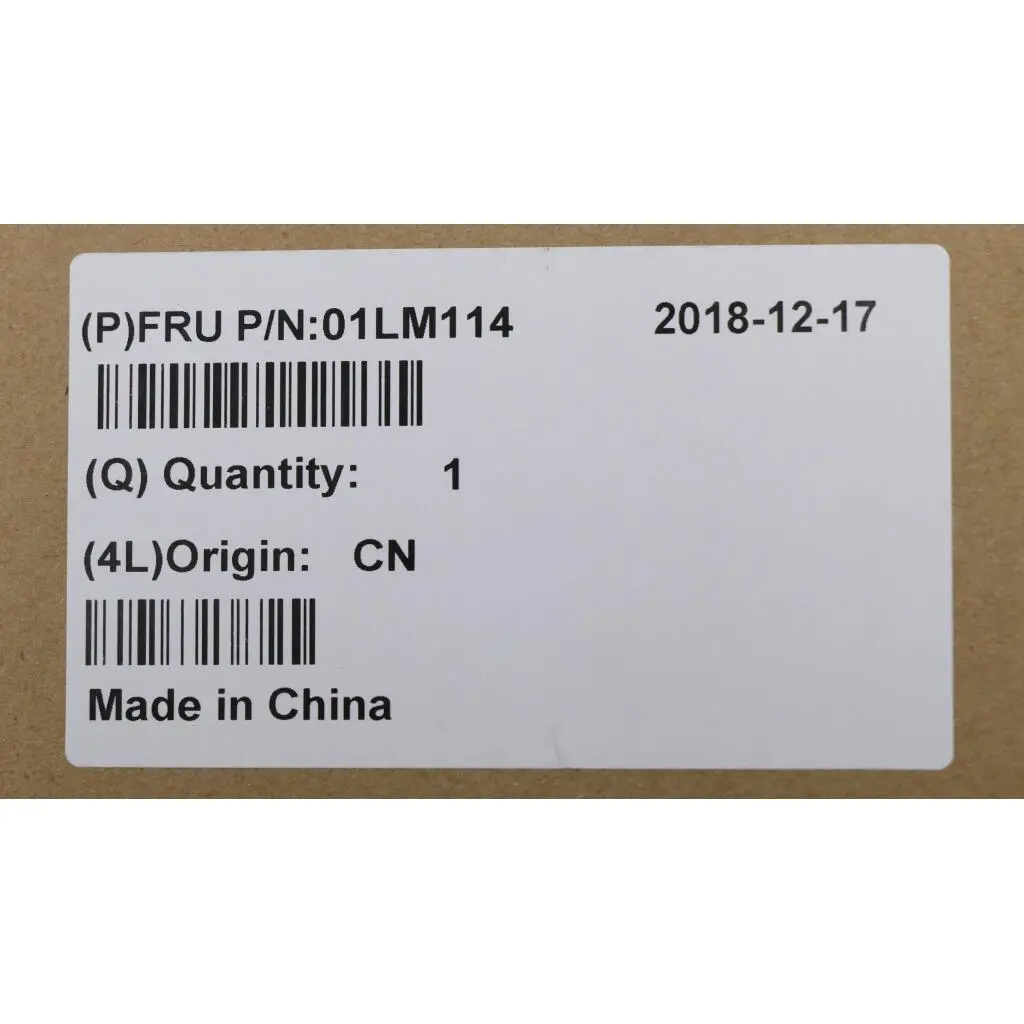 (P)FRU P/N:01LM114 2018-12-17
(Q) Quantity: 1
(4L)Origin: CN
Made in China